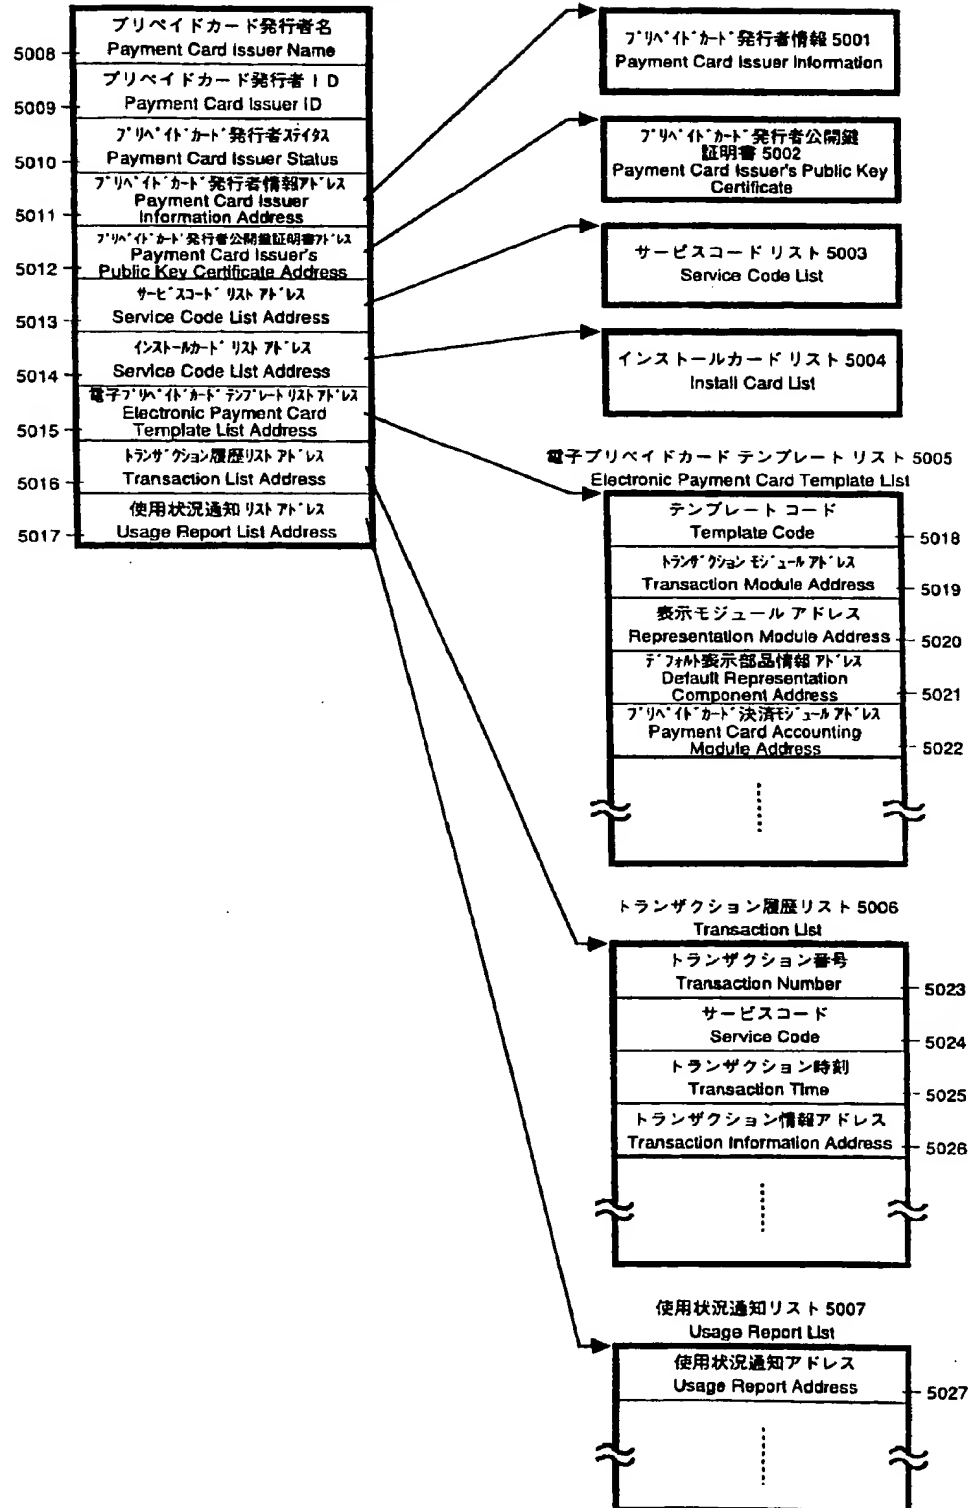 プリペイドカード発行者名
Payment Card Issuer Name
5008
プリペイドカード発行者ID
Payment Card Issuer ID
5009
プリペイドカード発行者ステイタス
Payment Card Issuer Status
5010
プリペイドカード発行者情報アドレス
Payment Card Issuer
Information Address
5011
プリペイドカード発行者公開鍵証明書アドレス
Payment Card Issuer's
Public Key Certificate Address
5012
サービスコード リスト アドレス
Service Code List Address
5013
インストールカード リスト アドレス
Service Code List Address
5014
電子プリペイドカード テンプレート リスト アドレス
Electronic Payment Card
Template List Address
5015
トランザクション履歴リスト アドレス
Transaction List Address
5016
使用状況通知 リスト アドレス
Usage Report List Address
5017
プリペイドカード発行者情報 5001
Payment Card Issuer Information
プリペイドカード発行者公開鍵
証明書 5002
Payment Card Issuer's Public Key
Certificate
サービスコード リスト 5003
Service Code List
インストールカード リスト 5004
Install Card List
電子プリペイドカード テンプレート リスト 5005
Electronic Payment Card Template List
テンプレート コード
Template Code
5018
トランザクション モジュール アドレス
Transaction Module Address
5019
表示モジュール アドレス
Representation Module Address
5020
デフォルト表示部品情報 アドレス
Default Representation
Component Address
5021
プリペイドカード決済モジュール アドレス
Payment Card Accounting
Module Address
5022
トランザクション履歴リスト 5006
Transaction List
トランザクション番号
Transaction Number
5023
サービスコード
Service Code
5024
トランザクション時刻
Transaction Time
5025
トランザクション情報アドレス
Transaction Information Address
5026
使用状況通知リスト 5007
Usage Report List
使用状況通知アドレス
Usage Report Address
5027